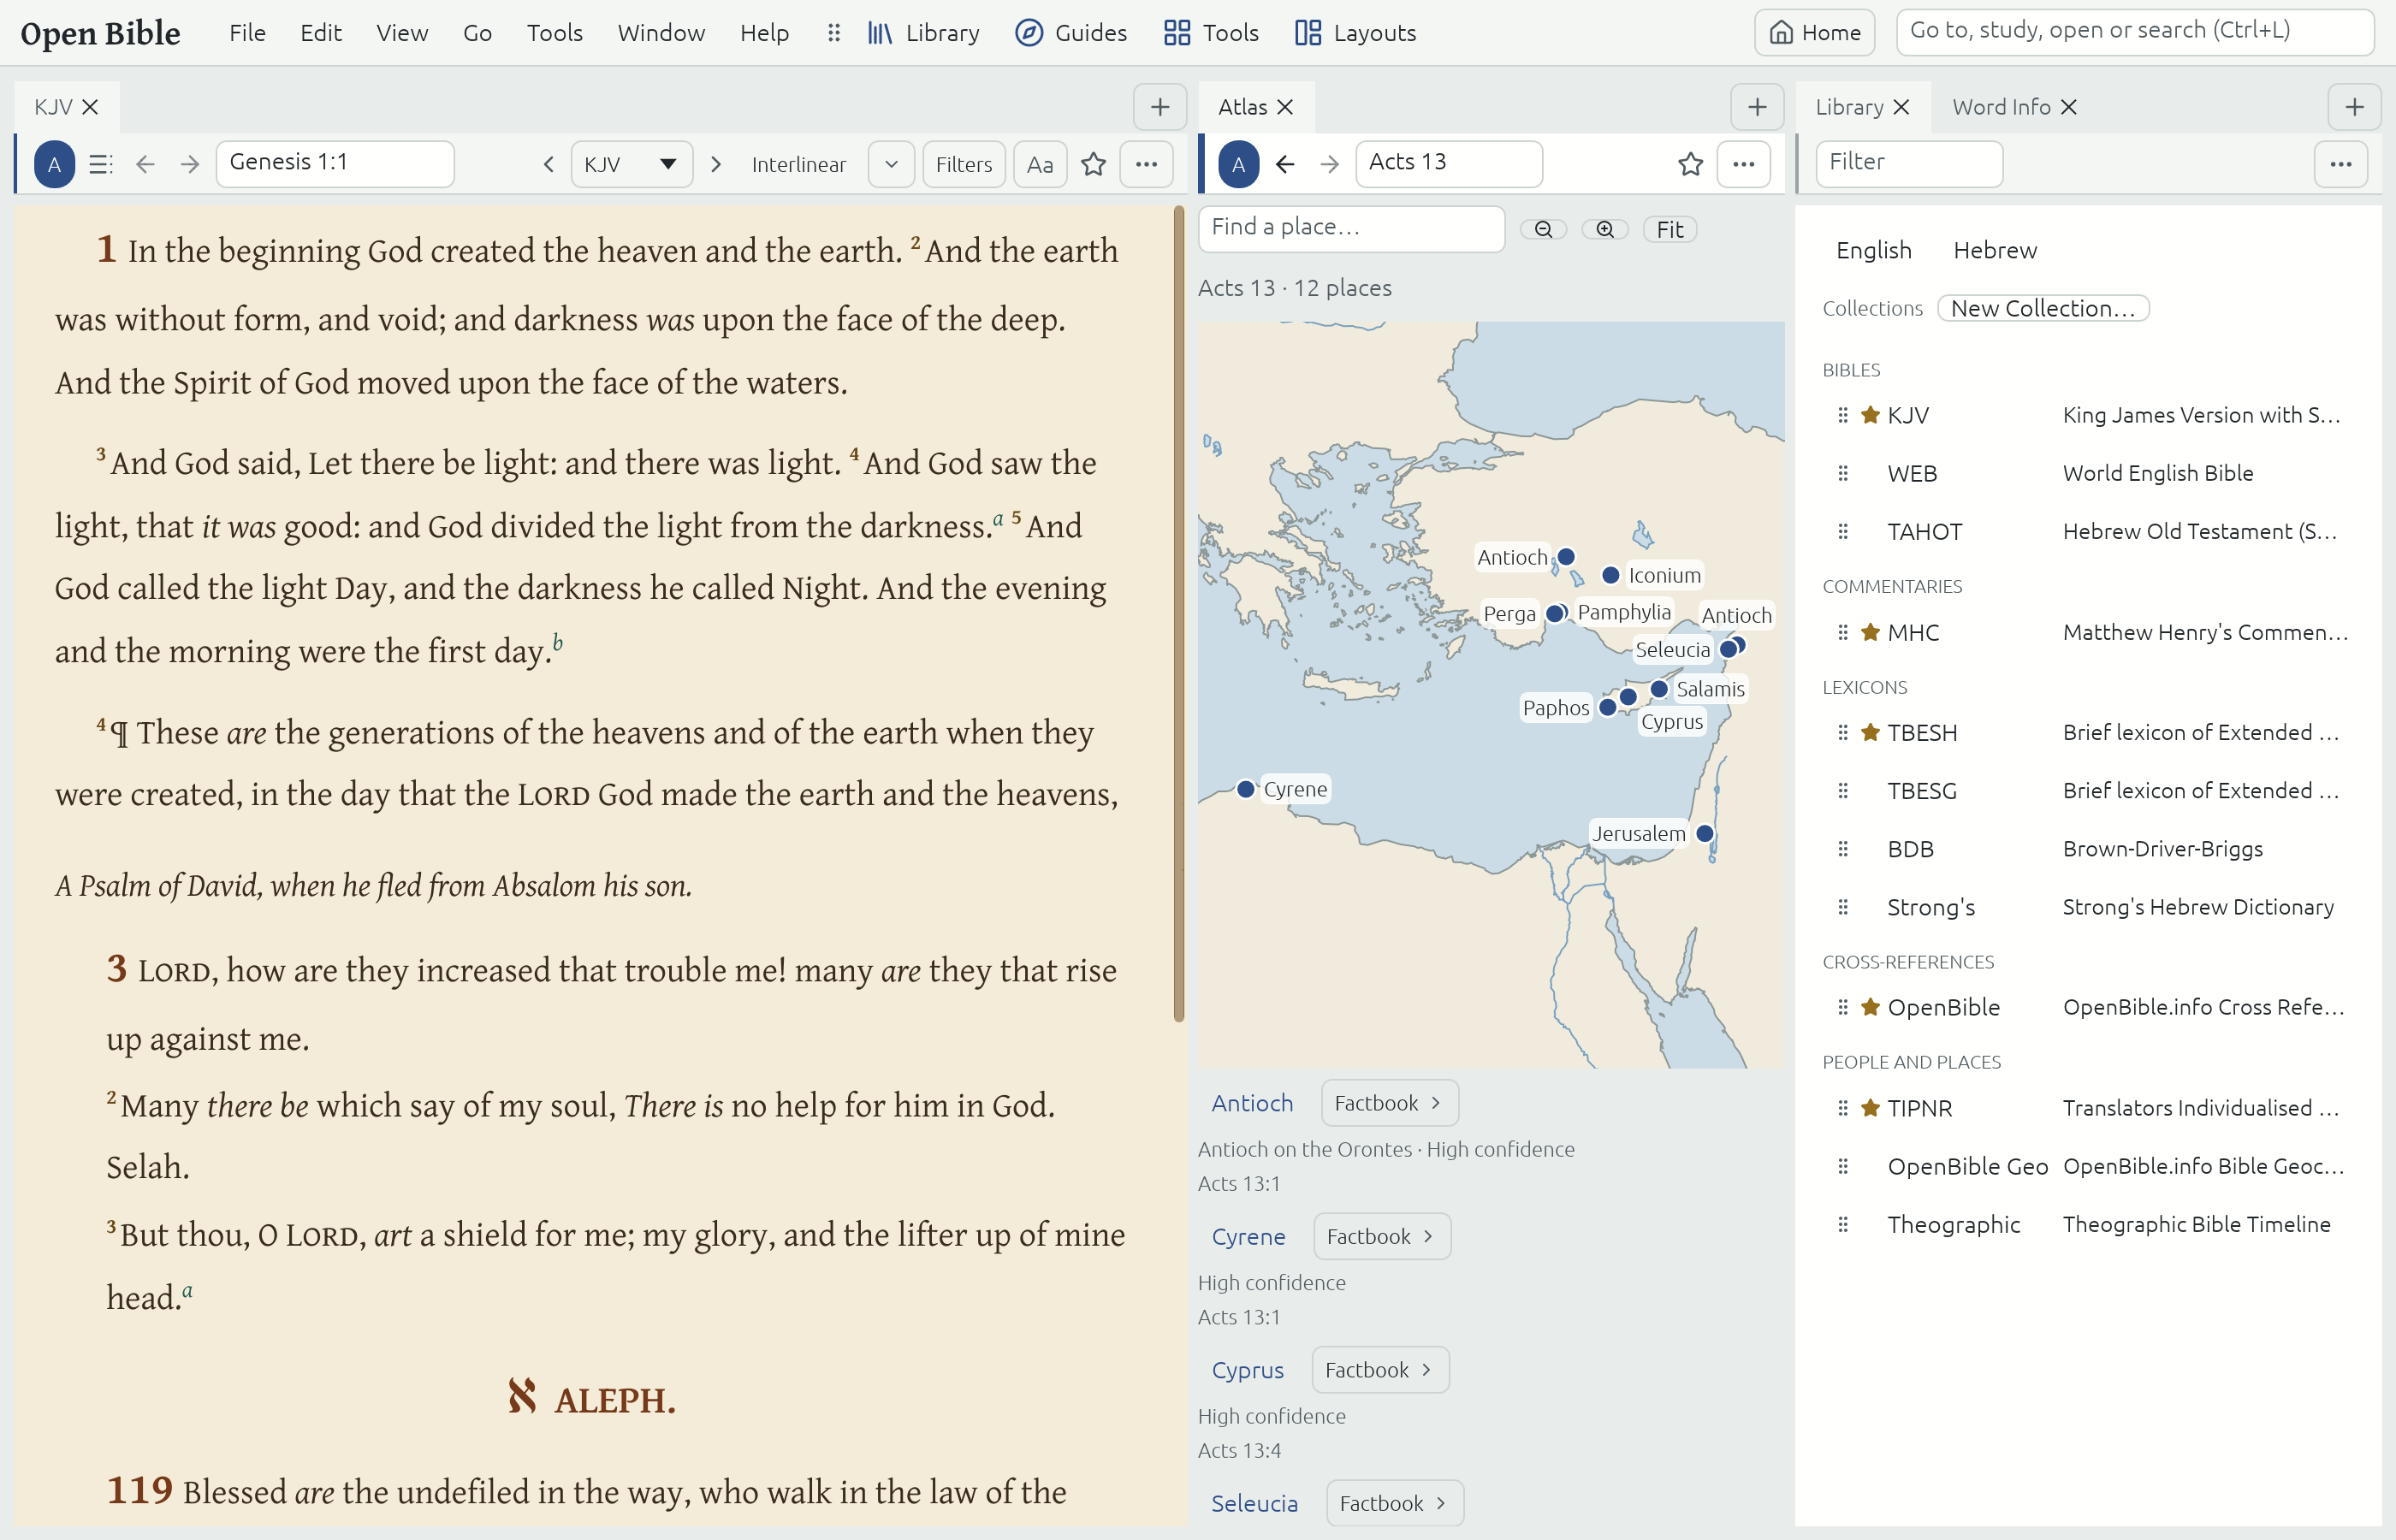 Open Bible File Edit View Go Tools Window Help Library Guides Tools Layouts Home Go to, study, open or search (Ctrl+L)
KJV
A Genesis 1:1 KJV Interlinear Filters Aa
1 In the beginning God created the heaven and the earth. 2 And the earth
was without form, and void; and darkness was upon the face of the deep.
And the Spirit of God moved upon the face of the waters.
3 And God said, Let there be light: and there was light. 4 And God saw the
light, that it was good: and God divided the light from the darkness.a 5 And
God called the light Day, and the darkness he called Night. And the evening
and the morning were the first day.b
4 ¶ These are the generations of the heavens and of the earth when they
were created, in the day that the LORD God made the earth and the heavens,
A Psalm of David, when he fled from Absalom his son.
3 LORD, how are they increased that trouble me! many are they that rise
up against me.
2 Many there be which say of my soul, There is no help for him in God.
Selah.
3 But thou, O LORD, art a shield for me; my glory, and the lifter up of mine
head.a
א ALEPH.
119 Blessed are the undefiled in the way, who walk in the law of the
Atlas
A Acts 13
Find a place… Fit
Acts 13 · 12 places
Antioch
Iconium
Perga Pamphylia Antioch
Seleucia
Salamis
Paphos
Cyprus
Cyrene
Jerusalem
Antioch Factbook
Antioch on the Orontes · High confidence
Acts 13:1
Cyrene Factbook
High confidence
Acts 13:1
Cyprus Factbook
High confidence
Acts 13:4
Seleucia Factbook
Library Word Info
Filter
English Hebrew
Collections New Collection…
BIBLES
KJV King James Version with S…
WEB World English Bible
TAHOT Hebrew Old Testament (S…
COMMENTARIES
MHC Matthew Henry's Commen…
LEXICONS
TBESH Brief lexicon of Extended …
TBESG Brief lexicon of Extended …
BDB Brown-Driver-Briggs
Strong's Strong's Hebrew Dictionary
CROSS-REFERENCES
OpenBible OpenBible.info Cross Refe…
PEOPLE AND PLACES
TIPNR Translators Individualised …
OpenBible Geo OpenBible.info Bible Geoc…
Theographic Theographic Bible Timeline